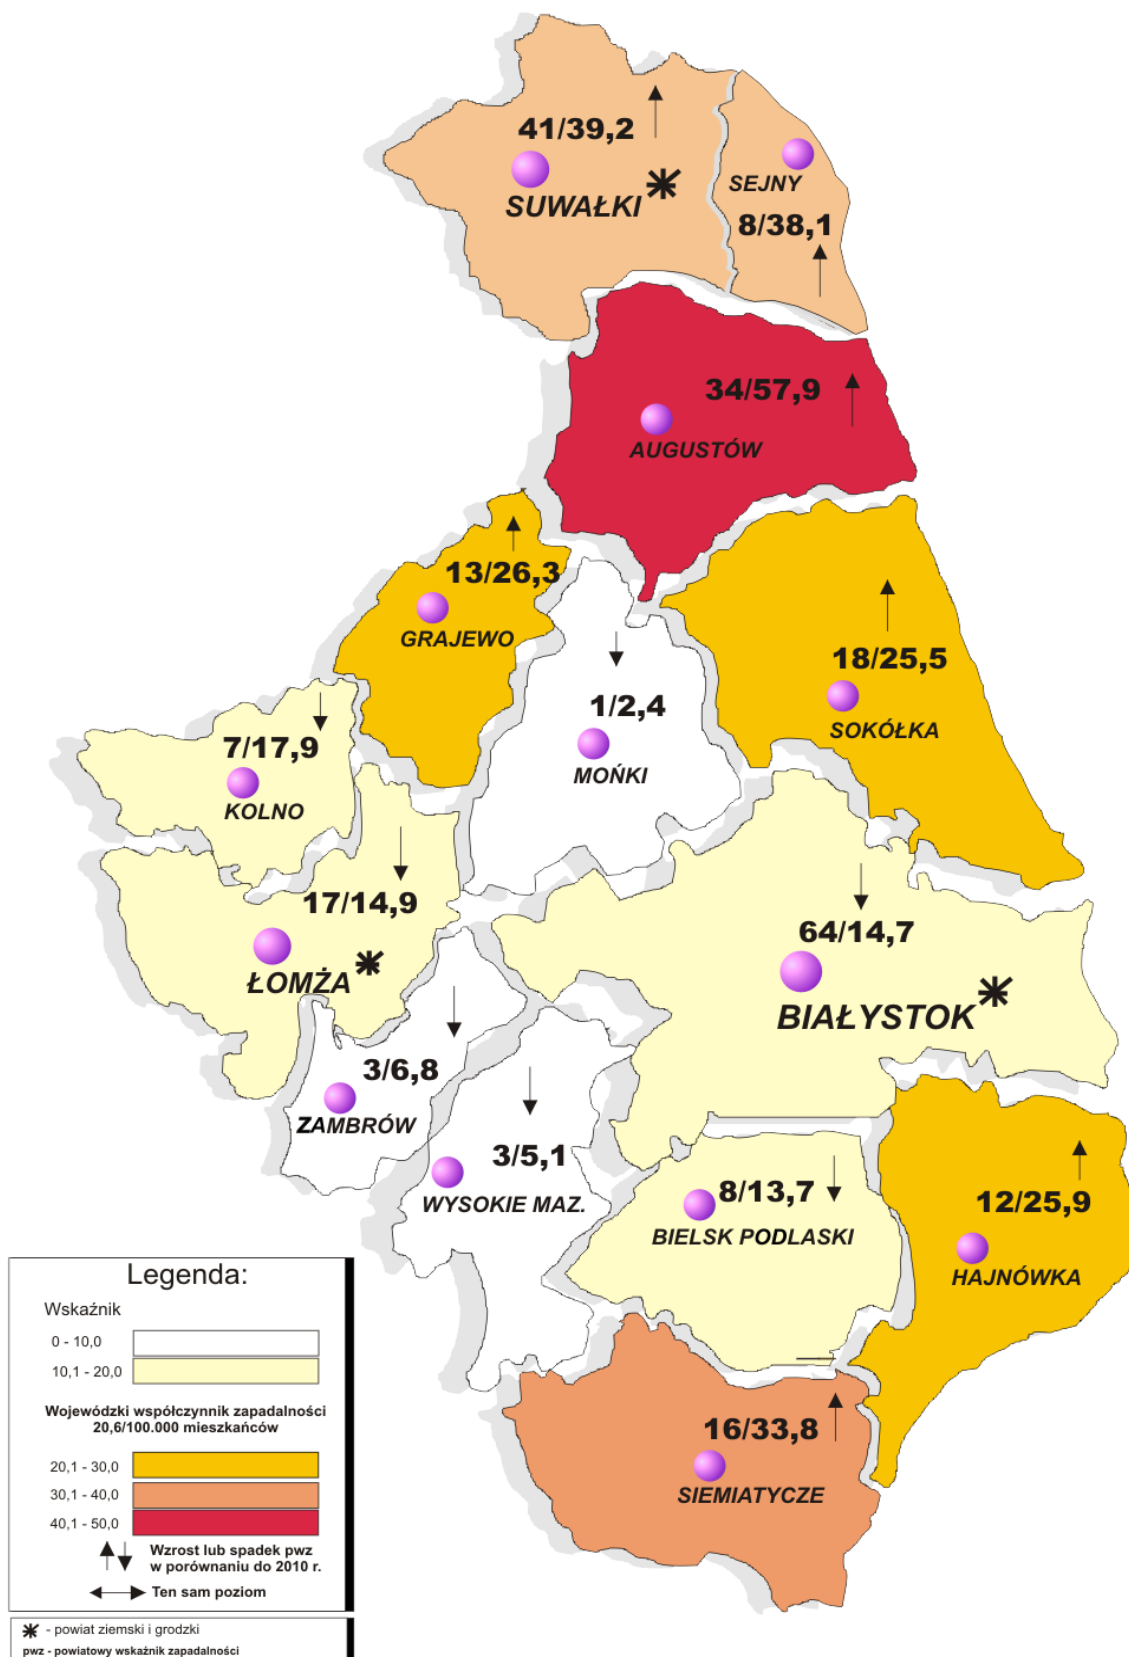 41/39,2
SUWAŁKI
SEJNY
8/38,1
34/57,9
AUGUSTÓW
13/26,3
GRAJEWO
18/25,5
SOKÓŁKA
1/2,4
MOŃKI
7/17,9
KOLNO
17/14,9
ŁOMŻA
64/14,7
BIAŁYSTOK
3/6,8
ZAMBRÓW
3/5,1
WYSOKIE MAZ.
8/13,7
BIELSK PODLASKI
12/25,9
HAJNÓWKA
16/33,8
SIEMIATYCZE
Legenda:
Wskaźnik
0 - 10,0
10,1 - 20,0
Wojewódzki współczynnik zapadalności
20,6/100.000 mieszkańców
20,1 - 30,0
30,1 - 40,0
40,1 - 50,0
Wzrost lub spadek pwz
w porównaniu do 2010 r.
Ten sam poziom
- powiat ziemski i grodzki
pwz - powiatowy wskaźnik zapadalności